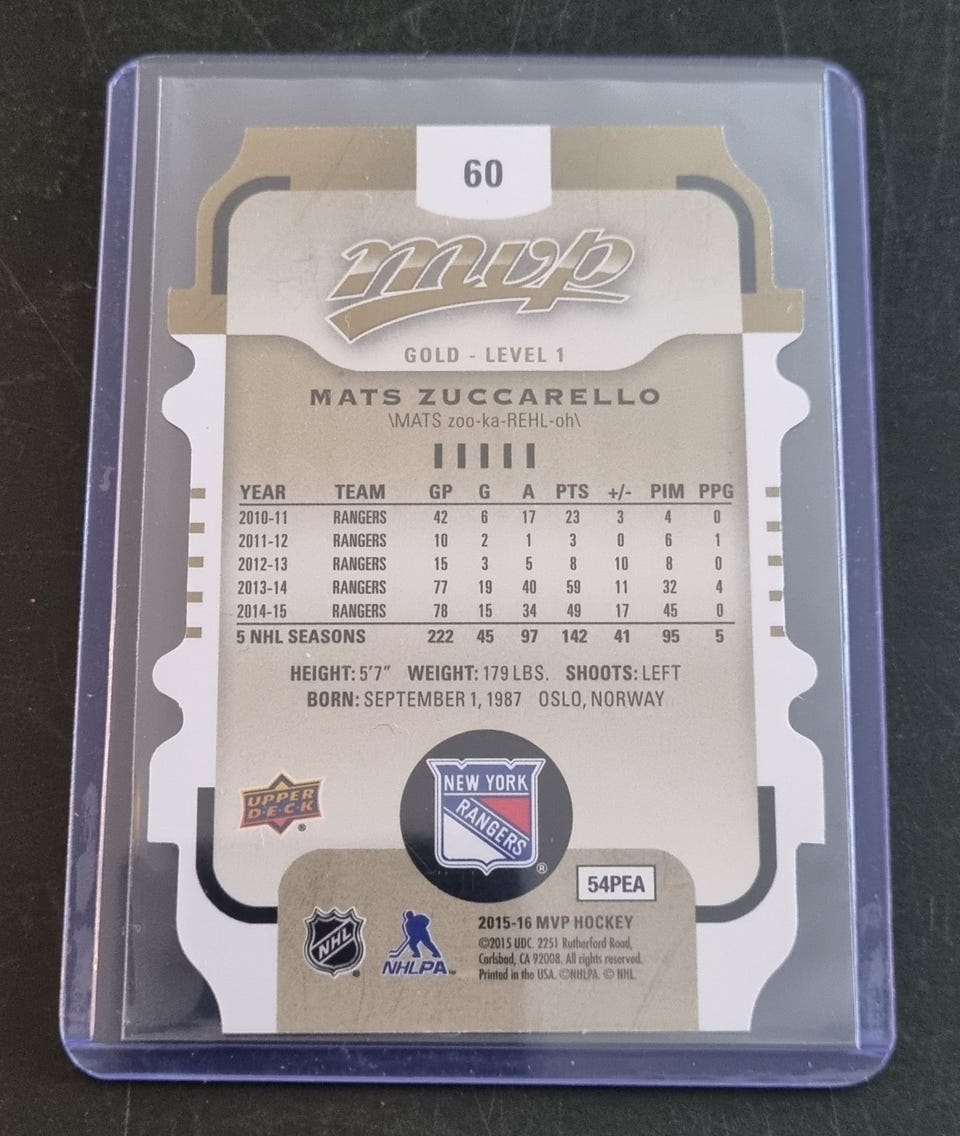 60
mvp
GOLD - LEVEL 1
MATS ZUCCARELLO
\MATS zoo-ka-REHL-oh\
YEAR TEAM GP G A PTS +/- PIM PPG
2010-11 RANGERS 42 6 17 23 3 4 0
2011-12 RANGERS 10 2 1 3 0 6 1
2012-13 RANGERS 15 3 5 8 10 8 0
2013-14 RANGERS 77 19 40 59 11 32 4
2014-15 RANGERS 78 15 34 49 17 45 0
5 NHL SEASONS 222 45 97 142 41 95 5
HEIGHT: 5'7" WEIGHT: 179 LBS. SHOOTS: LEFT
BORN: SEPTEMBER 1, 1987 OSLO, NORWAY
UPPER
D·E·C·K ®
NEW YORK
RANGERS ®
54PEA
NHL ®
NHLPA™
2015-16 MVP HOCKEY
©2015 UDC. 2251 Rutherford Road,
Carlsbad, CA 92008. All rights reserved.
Printed in the USA. ©NHLPA. © NHL.